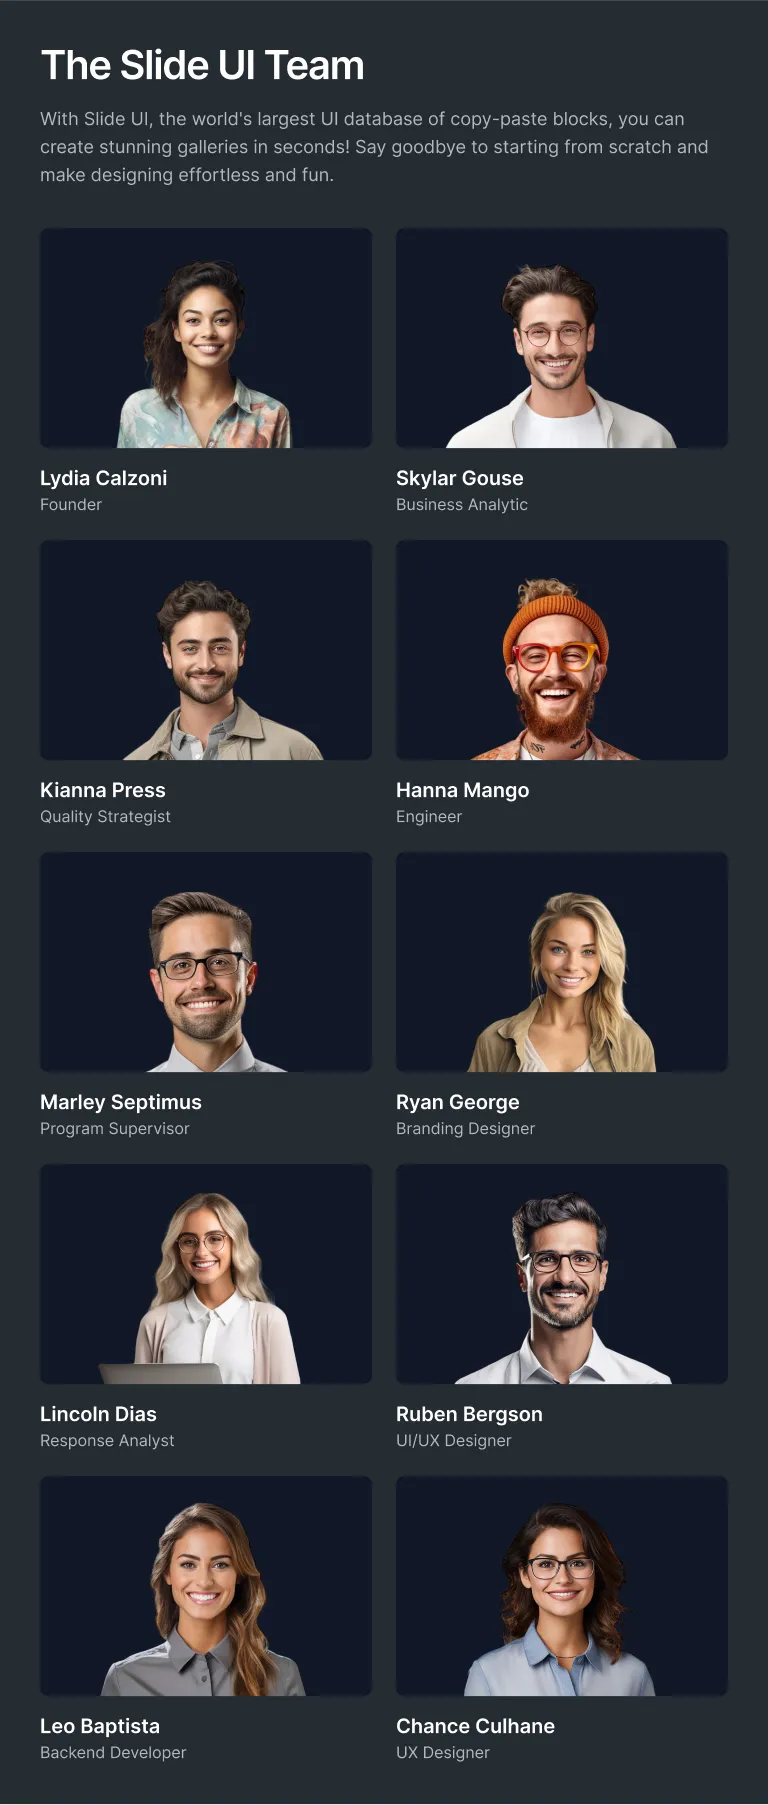 The Slide UI Team
With Slide UI, the world's largest UI database of copy-paste blocks, you can
create stunning galleries in seconds! Say goodbye to starting from scratch and
make designing effortless and fun.
Lydia Calzoni
Founder
Skylar Gouse
Business Analytic
Kianna Press
Quality Strategist
Hanna Mango
Engineer
Marley Septimus
Program Supervisor
Ryan George
Branding Designer
Lincoln Dias
Response Analyst
Ruben Bergson
UI/UX Designer
Leo Baptista
Backend Developer
Chance Culhane
UX Designer